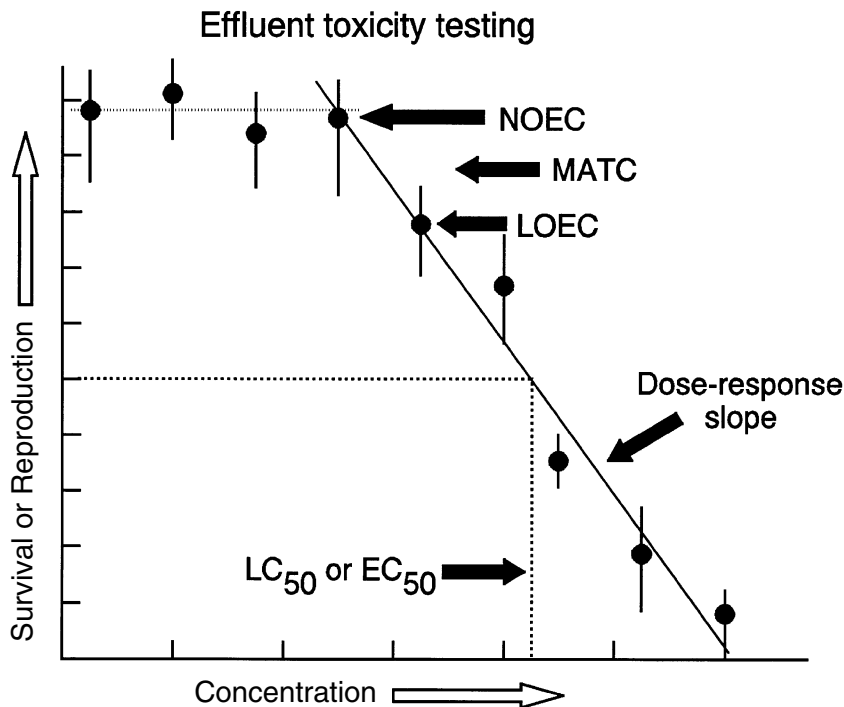 Effluent toxicity testing
NOEC
MATC
LOEC
Dose-response
slope
LC50 or EC50
Survival or Reproduction
Concentration